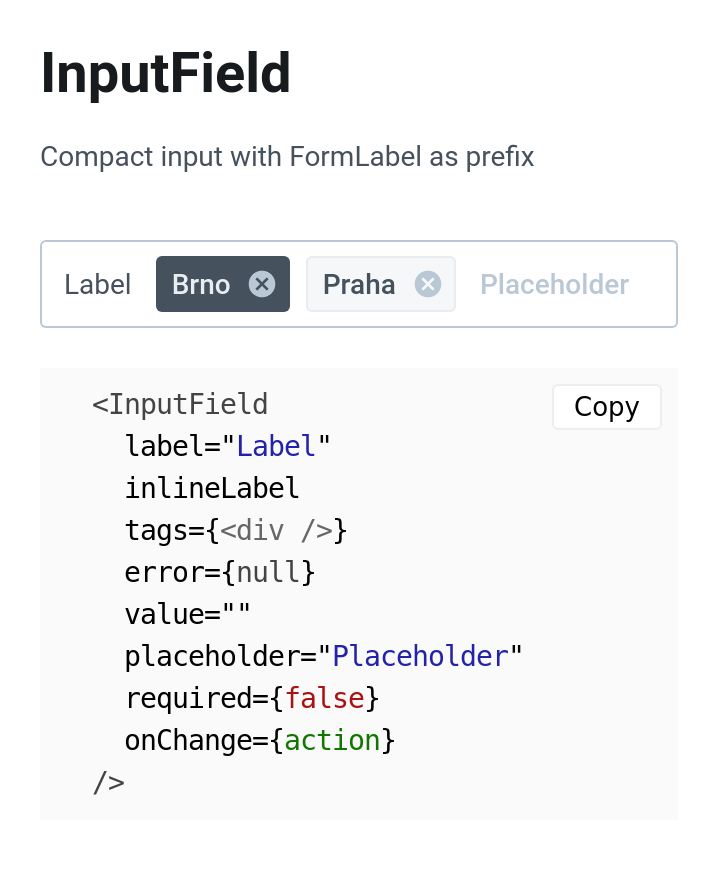 InputField
Compact input with FormLabel as prefix
Label Brno Praha Placeholder
Copy
<InputField
label="Label"
inlineLabel
tags={<div />}
error={null}
value=""
placeholder="Placeholder"
required={false}
onChange={action}
/>